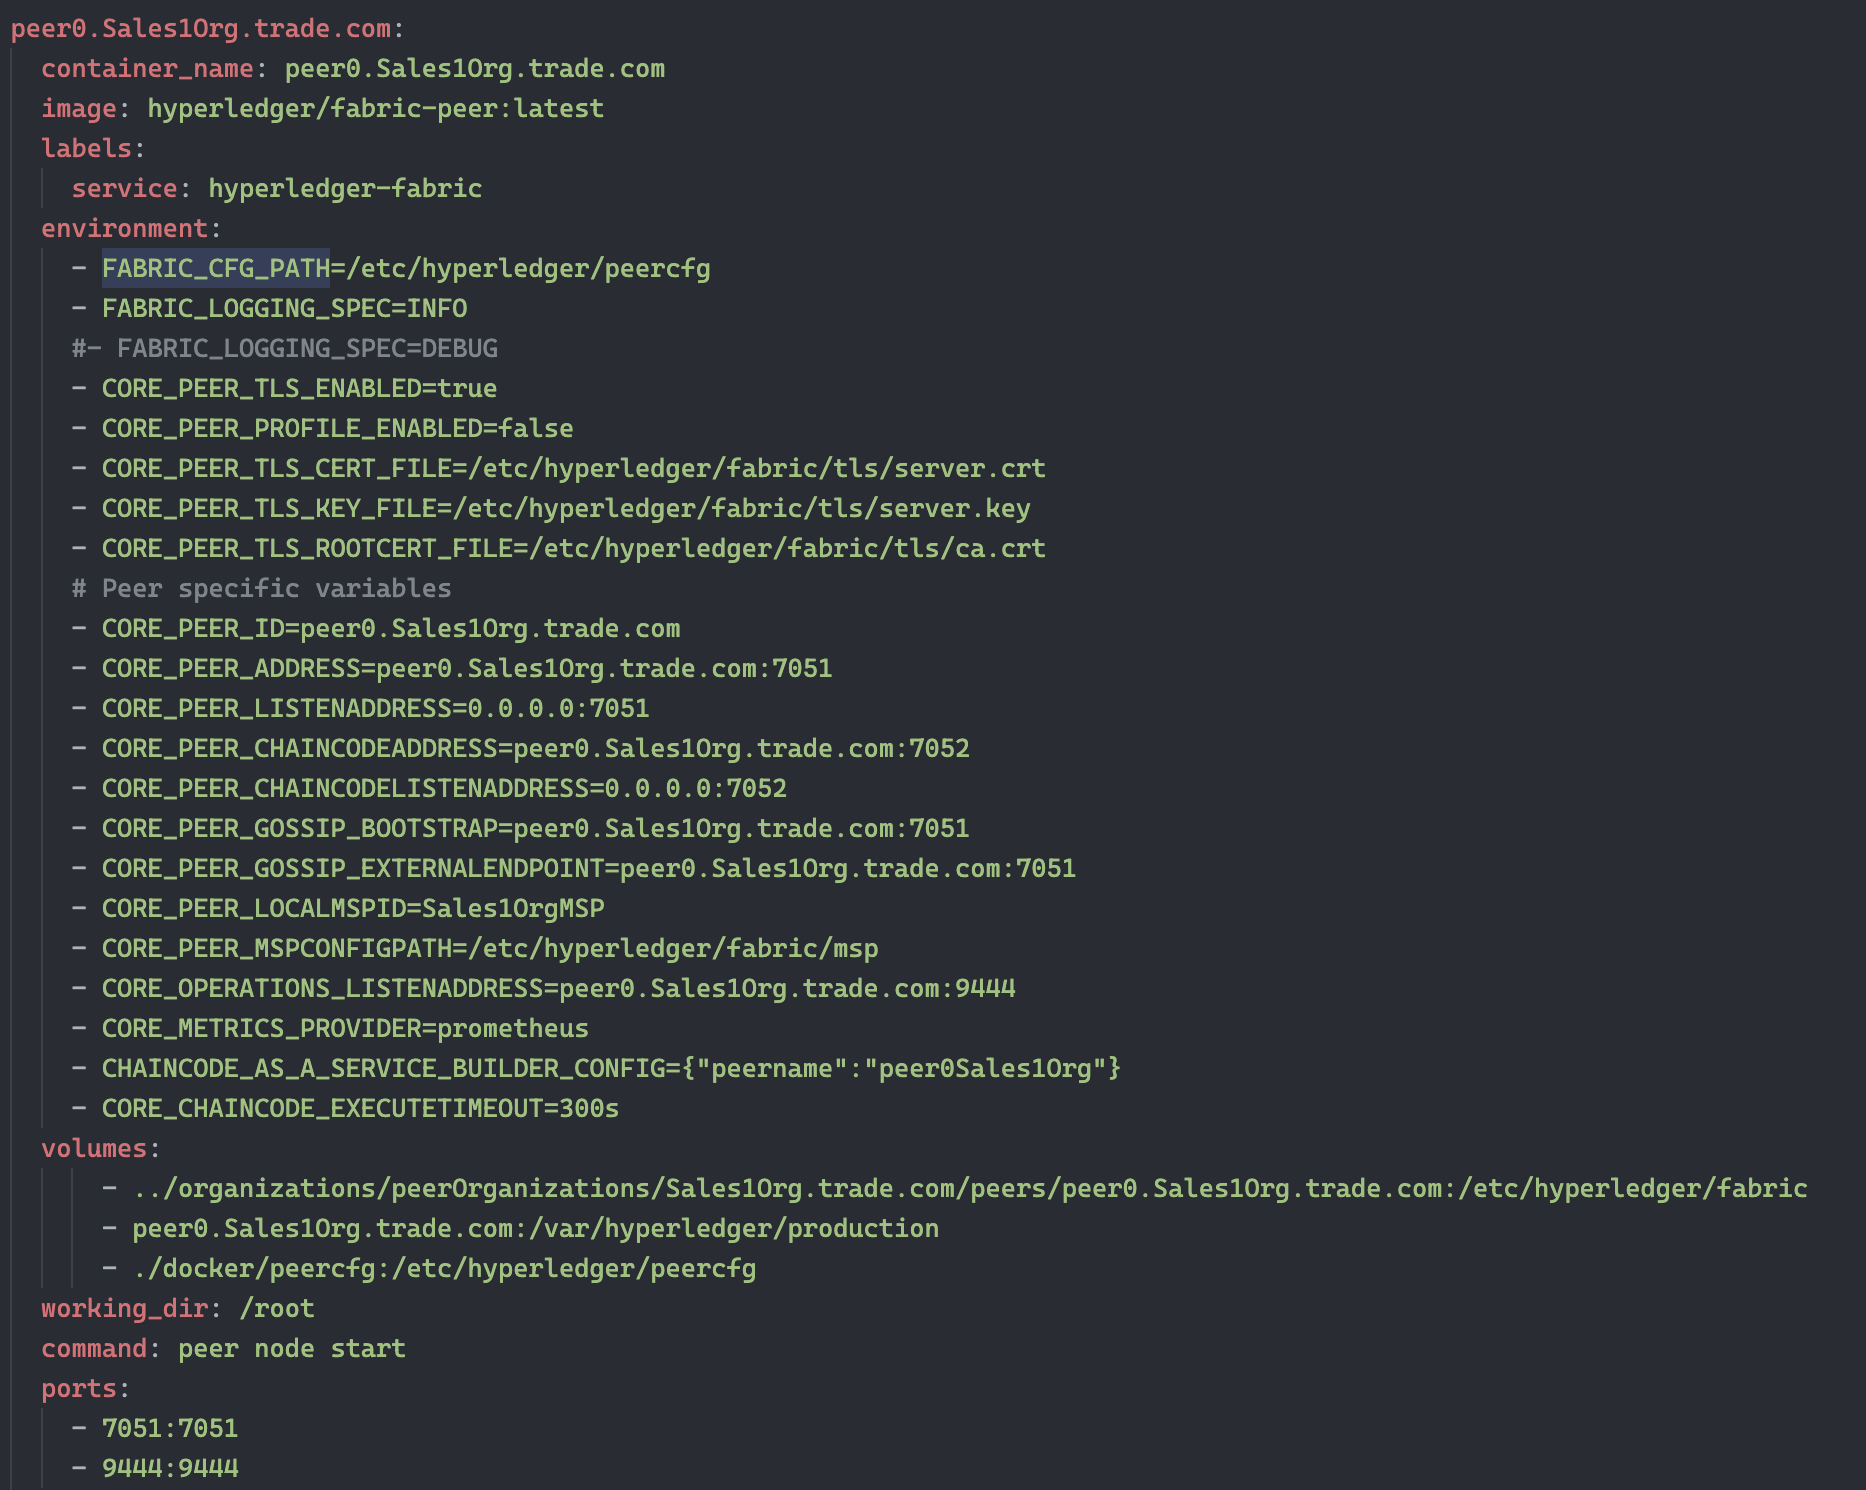 peer0.Sales1Org.trade.com:
  container_name: peer0.Sales1Org.trade.com
  image: hyperledger/fabric-peer:latest
  labels:
    service: hyperledger-fabric
  environment:
    - FABRIC_CFG_PATH=/etc/hyperledger/peercfg
    - FABRIC_LOGGING_SPEC=INFO
    #- FABRIC_LOGGING_SPEC=DEBUG
    - CORE_PEER_TLS_ENABLED=true
    - CORE_PEER_PROFILE_ENABLED=false
    - CORE_PEER_TLS_CERT_FILE=/etc/hyperledger/fabric/tls/server.crt
    - CORE_PEER_TLS_KEY_FILE=/etc/hyperledger/fabric/tls/server.key
    - CORE_PEER_TLS_ROOTCERT_FILE=/etc/hyperledger/fabric/tls/ca.crt
    # Peer specific variables
    - CORE_PEER_ID=peer0.Sales1Org.trade.com
    - CORE_PEER_ADDRESS=peer0.Sales1Org.trade.com:7051
    - CORE_PEER_LISTENADDRESS=0.0.0.0:7051
    - CORE_PEER_CHAINCODEADDRESS=peer0.Sales1Org.trade.com:7052
    - CORE_PEER_CHAINCODELISTENADDRESS=0.0.0.0:7052
    - CORE_PEER_GOSSIP_BOOTSTRAP=peer0.Sales1Org.trade.com:7051
    - CORE_PEER_GOSSIP_EXTERNALENDPOINT=peer0.Sales1Org.trade.com:7051
    - CORE_PEER_LOCALMSPID=Sales1OrgMSP
    - CORE_PEER_MSPCONFIGPATH=/etc/hyperledger/fabric/msp
    - CORE_OPERATIONS_LISTENADDRESS=peer0.Sales1Org.trade.com:9444
    - CORE_METRICS_PROVIDER=prometheus
    - CHAINCODE_AS_A_SERVICE_BUILDER_CONFIG={"peername":"peer0Sales1Org"}
    - CORE_CHAINCODE_EXECUTETIMEOUT=300s
  volumes:
      - ../organizations/peerOrganizations/Sales1Org.trade.com/peers/peer0.Sales1Org.trade.com:/etc/hyperledger/fabric
      - peer0.Sales1Org.trade.com:/var/hyperledger/production
      - ./docker/peercfg:/etc/hyperledger/peercfg
  working_dir: /root
  command: peer node start
  ports:
    - 7051:7051
    - 9444:9444